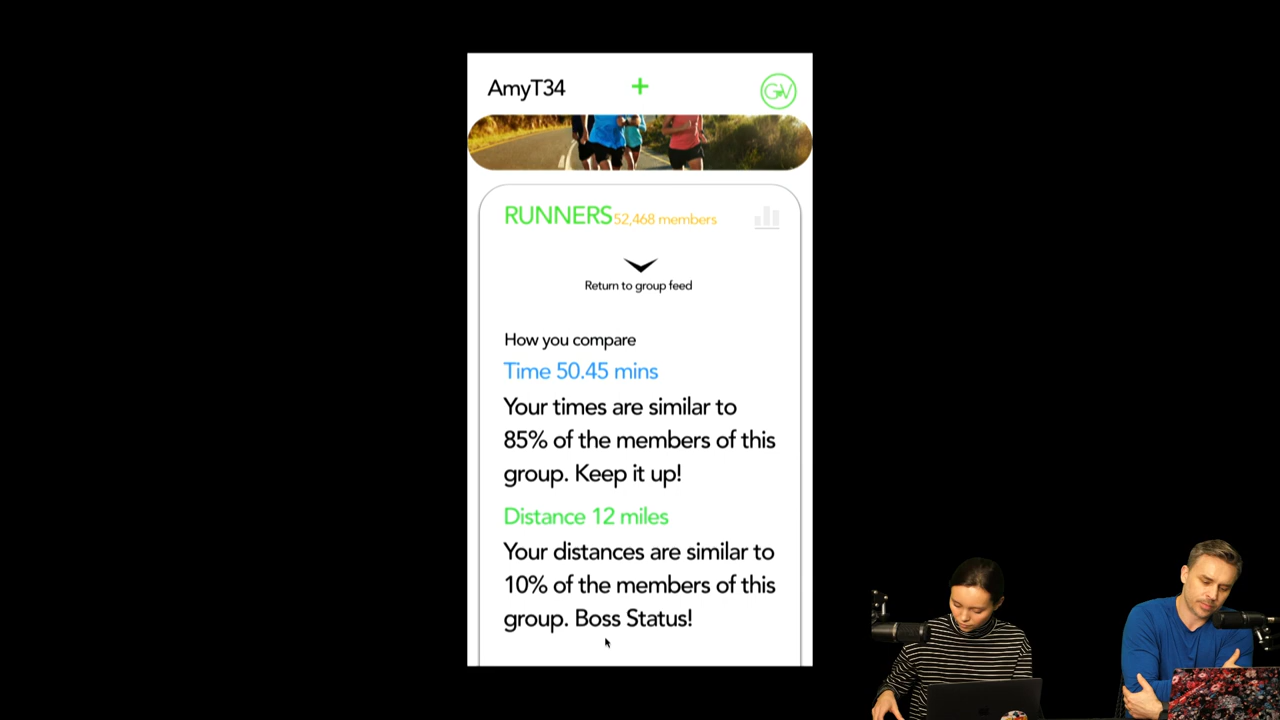 AmyT34
+
GV
RUNNERS 52,468 members
Return to group feed
How you compare
Time 50.45 mins
Your times are similar to
85% of the members of this
group. Keep it up!
Distance 12 miles
Your distances are similar to
10% of the members of this
group. Boss Status!